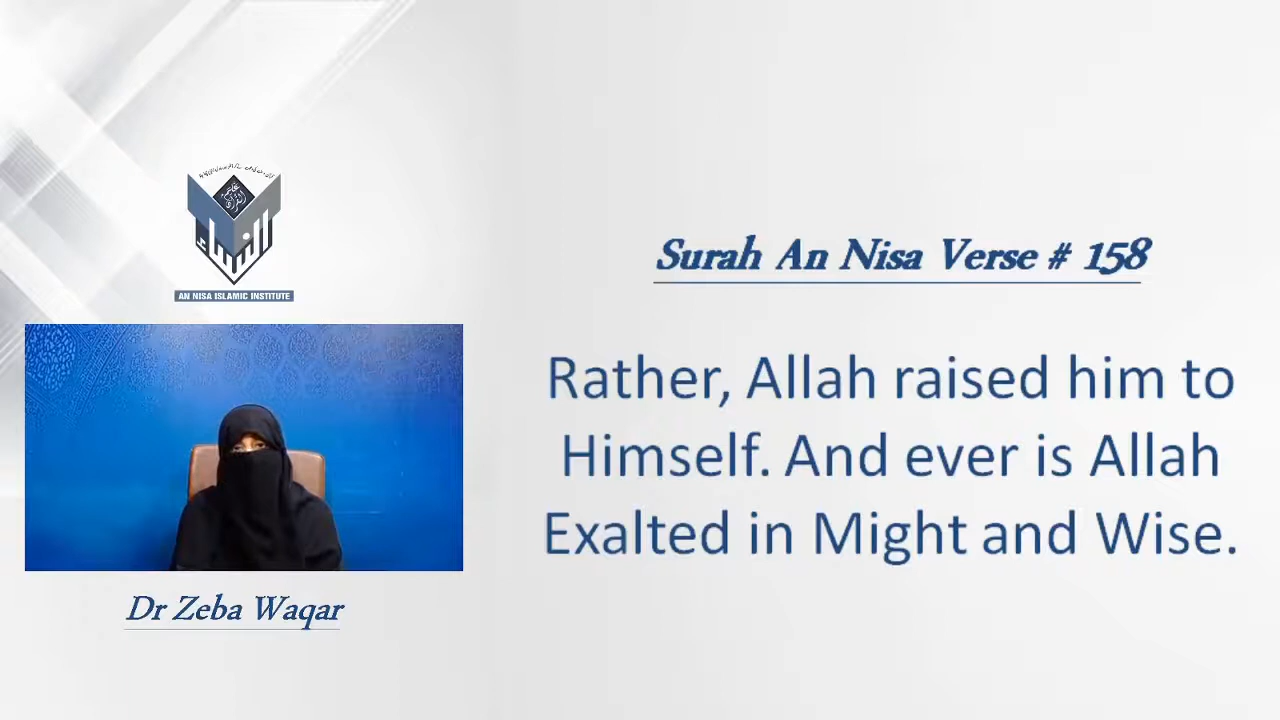 النساء
AN NISA ISLAMIC INSTITUTE
Dr Zeba Waqar
Surah An Nisa Verse # 158
Rather, Allah raised him to
Himself. And ever is Allah
Exalted in Might and Wise.